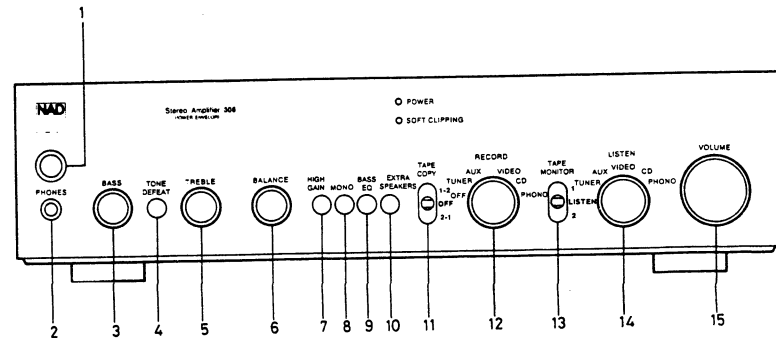 1
NAD
Stereo Amplifier 306
POWER ENVELOPE
POWER
SOFT CLIPPING
PHONES
BASS
TONE
DEFEAT
TREBLE
BALANCE
HIGH
GAIN
MONO
BASS
EQ
EXTRA
SPEAKERS
TAPE
COPY
1-2
OFF
2-1
RECORD
AUX
VIDEO
TUNER
CD
OFF
PHONO
TAPE
MONITOR
1
LISTEN
2
LISTEN
AUX
VIDEO
CD
TUNER
PHONO
VOLUME
2 3 4 5 6 7 8 9 10 11 12 13 14 15